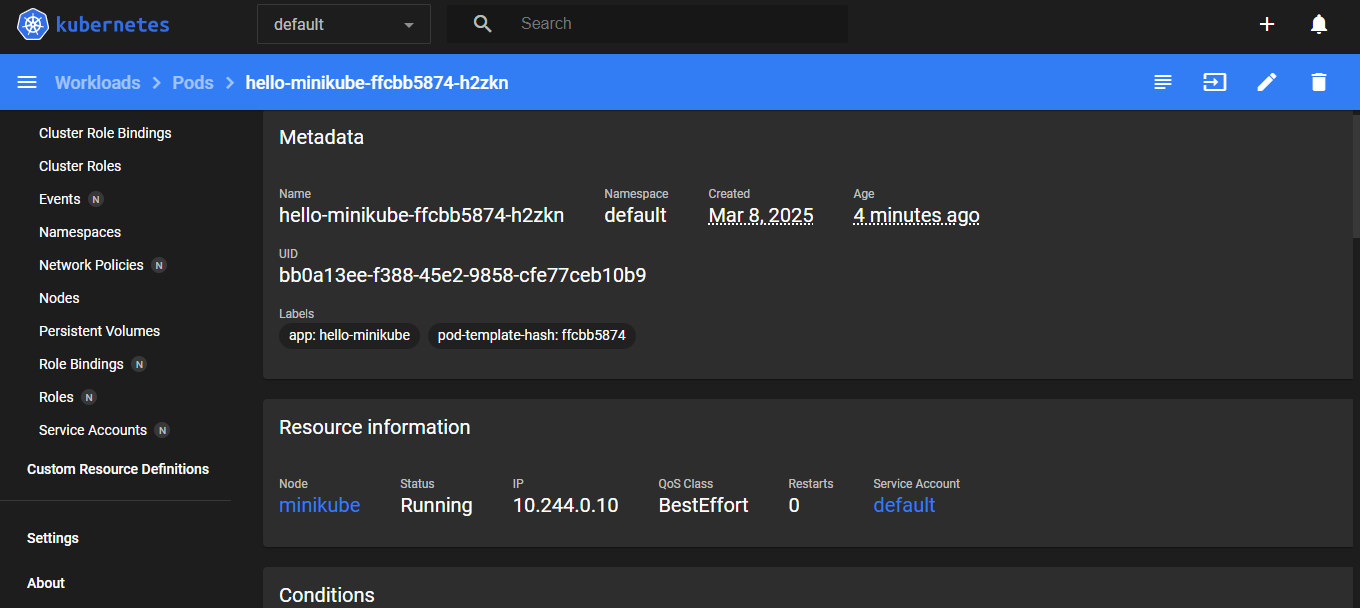 kubernetes
default
Search
Workloads
Pods
hello-minikube-ffcbb5874-h2zkn
Cluster Role Bindings
Cluster Roles
Events N
Namespaces
Network Policies N
Nodes
Persistent Volumes
Role Bindings N
Roles N
Service Accounts N
Custom Resource Definitions
Settings
About
Metadata
Name
hello-minikube-ffcbb5874-h2zkn
Namespace
default
Created
Mar 8, 2025
Age
4 minutes ago
UID
bb0a13ee-f388-45e2-9858-cfe77ceb10b9
Labels
app: hello-minikube
pod-template-hash: ffcbb5874
Resource information
Node
minikube
Status
Running
IP
10.244.0.10
QoS Class
BestEffort
Restarts
0
Service Account
default
Conditions